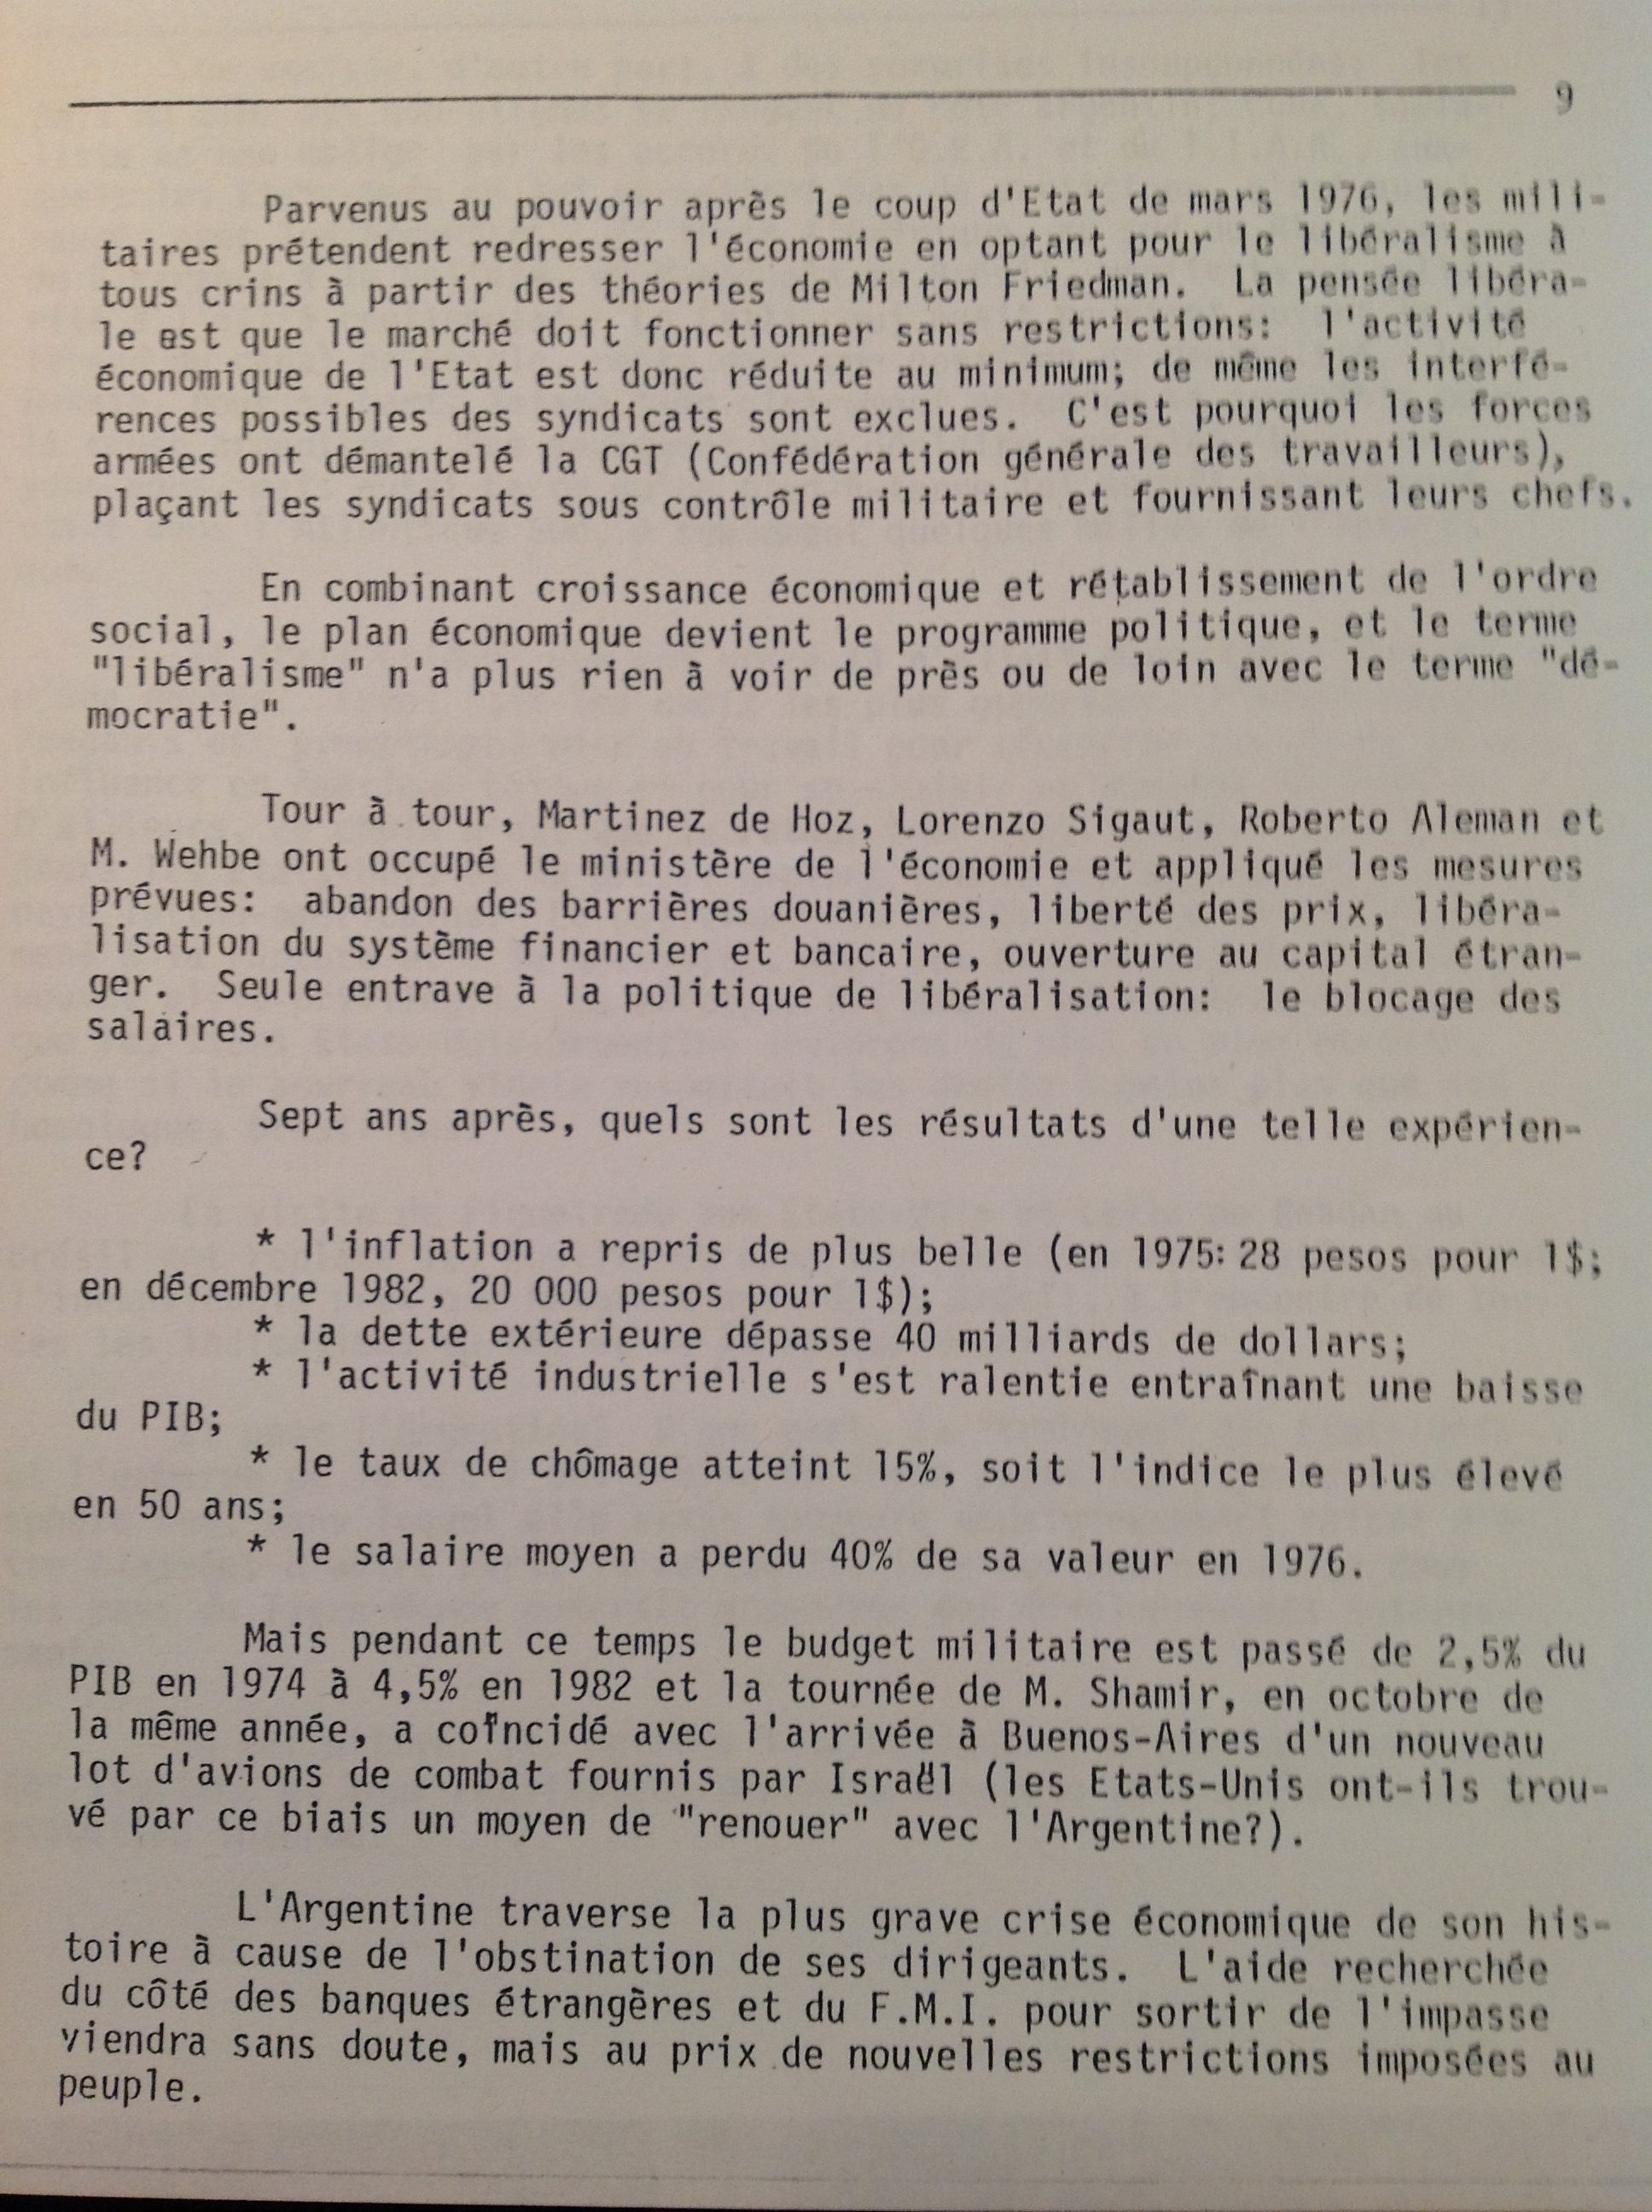 9
Parvenus au pouvoir après le coup d'Etat de mars 1976, les mili-
taires prétendent redresser l'économie en optant pour le libéralisme à
tous crins à partir des théories de Milton Friedman. La pensée libéra-
le est que le marché doit fonctionner sans restrictions: l'activité
économique de l'Etat est donc réduite au minimum; de même les interfé-
rences possibles des syndicats sont exclues. C'est pourquoi les forces
armées ont démantelé la CGT (Confédération générale des travailleurs),
plaçant les syndicats sous contrôle militaire et fournissant leurs chefs.
En combinant croissance économique et rétablissement de l'ordre
social, le plan économique devient le programme politique, et le terme
"libéralisme" n'a plus rien à voir de près ou de loin avec le terme "dé-
mocratie".
Tour à tour, Martinez de Hoz, Lorenzo Sigaut, Roberto Aleman et
M. Wehbe ont occupé le ministère de l'économie et appliqué les mesures
prévues: abandon des barrières douanières, liberté des prix, libéra-
lisation du système financier et bancaire, ouverture au capital étran-
ger. Seule entrave à la politique de libéralisation: le blocage des
salaires.
Sept ans après, quels sont les résultats d'une telle expérien-
ce?
* l'inflation a repris de plus belle (en 1975: 28 pesos pour 1$;
en décembre 1982, 20 000 pesos pour 1$);
* la dette extérieure dépasse 40 milliards de dollars;
* l'activité industrielle s'est ralentie entraînant une baisse
du PIB;
* le taux de chômage atteint 15%, soit l'indice le plus élevé
en 50 ans;
* le salaire moyen a perdu 40% de sa valeur en 1976.
Mais pendant ce temps le budget militaire est passé de 2,5% du
PIB en 1974 à 4,5% en 1982 et la tournée de M. Shamir, en octobre de
la même année, a coïncidé avec l'arrivée à Buenos-Aires d'un nouveau
lot d'avions de combat fournis par Israël (les Etats-Unis ont-ils trou-
vé par ce biais un moyen de "renouer" avec l'Argentine?).
L'Argentine traverse la plus grave crise économique de son his-
toire à cause de l'obstination de ses dirigeants. L'aide recherchée
du côté des banques étrangères et du F.M.I. pour sortir de l'impasse
viendra sans doute, mais au prix de nouvelles restrictions imposées au
peuple.